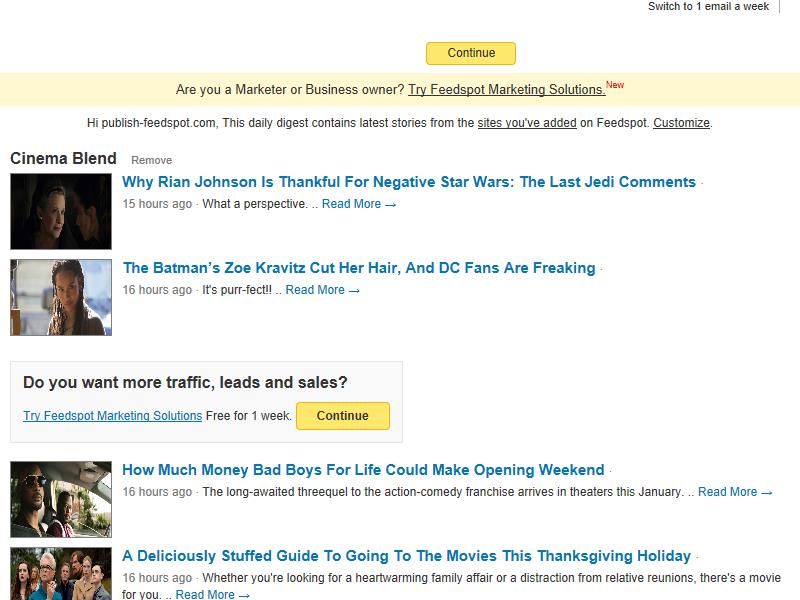 Switch to 1 email a week
Continue
Are you a Marketer or Business owner? Try Feedspot Marketing Solutions.New
Hi publish-feedspot.com, This daily digest contains latest stories from the sites you've added on Feedspot. Customize.
Cinema Blend Remove
Why Rian Johnson Is Thankful For Negative Star Wars: The Last Jedi Comments ·
15 hours ago · What a perspective. .. Read More →
The Batman’s Zoe Kravitz Cut Her Hair, And DC Fans Are Freaking ·
16 hours ago · It's purr-fect!! .. Read More →
Do you want more traffic, leads and sales?
Try Feedspot Marketing Solutions Free for 1 week. Continue
How Much Money Bad Boys For Life Could Make Opening Weekend ·
16 hours ago · The long-awaited threequel to the action-comedy franchise arrives in theaters this January. .. Read More →
A Deliciously Stuffed Guide To Going To The Movies This Thanksgiving Holiday ·
16 hours ago · Whether you're looking for a heartwarming family affair or a distraction from relative reunions, there's a movie
for you. .. Read More →